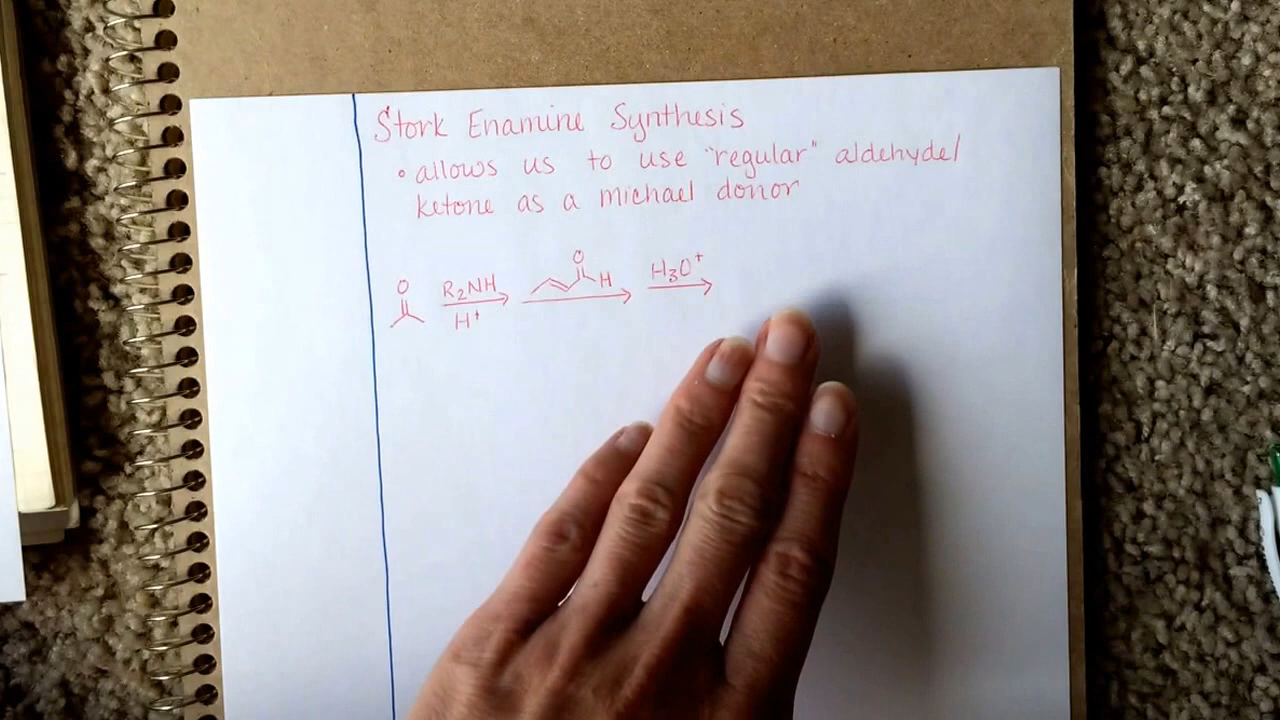 Stork Enamine Synthesis
• allows us to use "regular" aldehyde/
ketone as a michael donor
O R₂NH H⁺ O H H₃O⁺